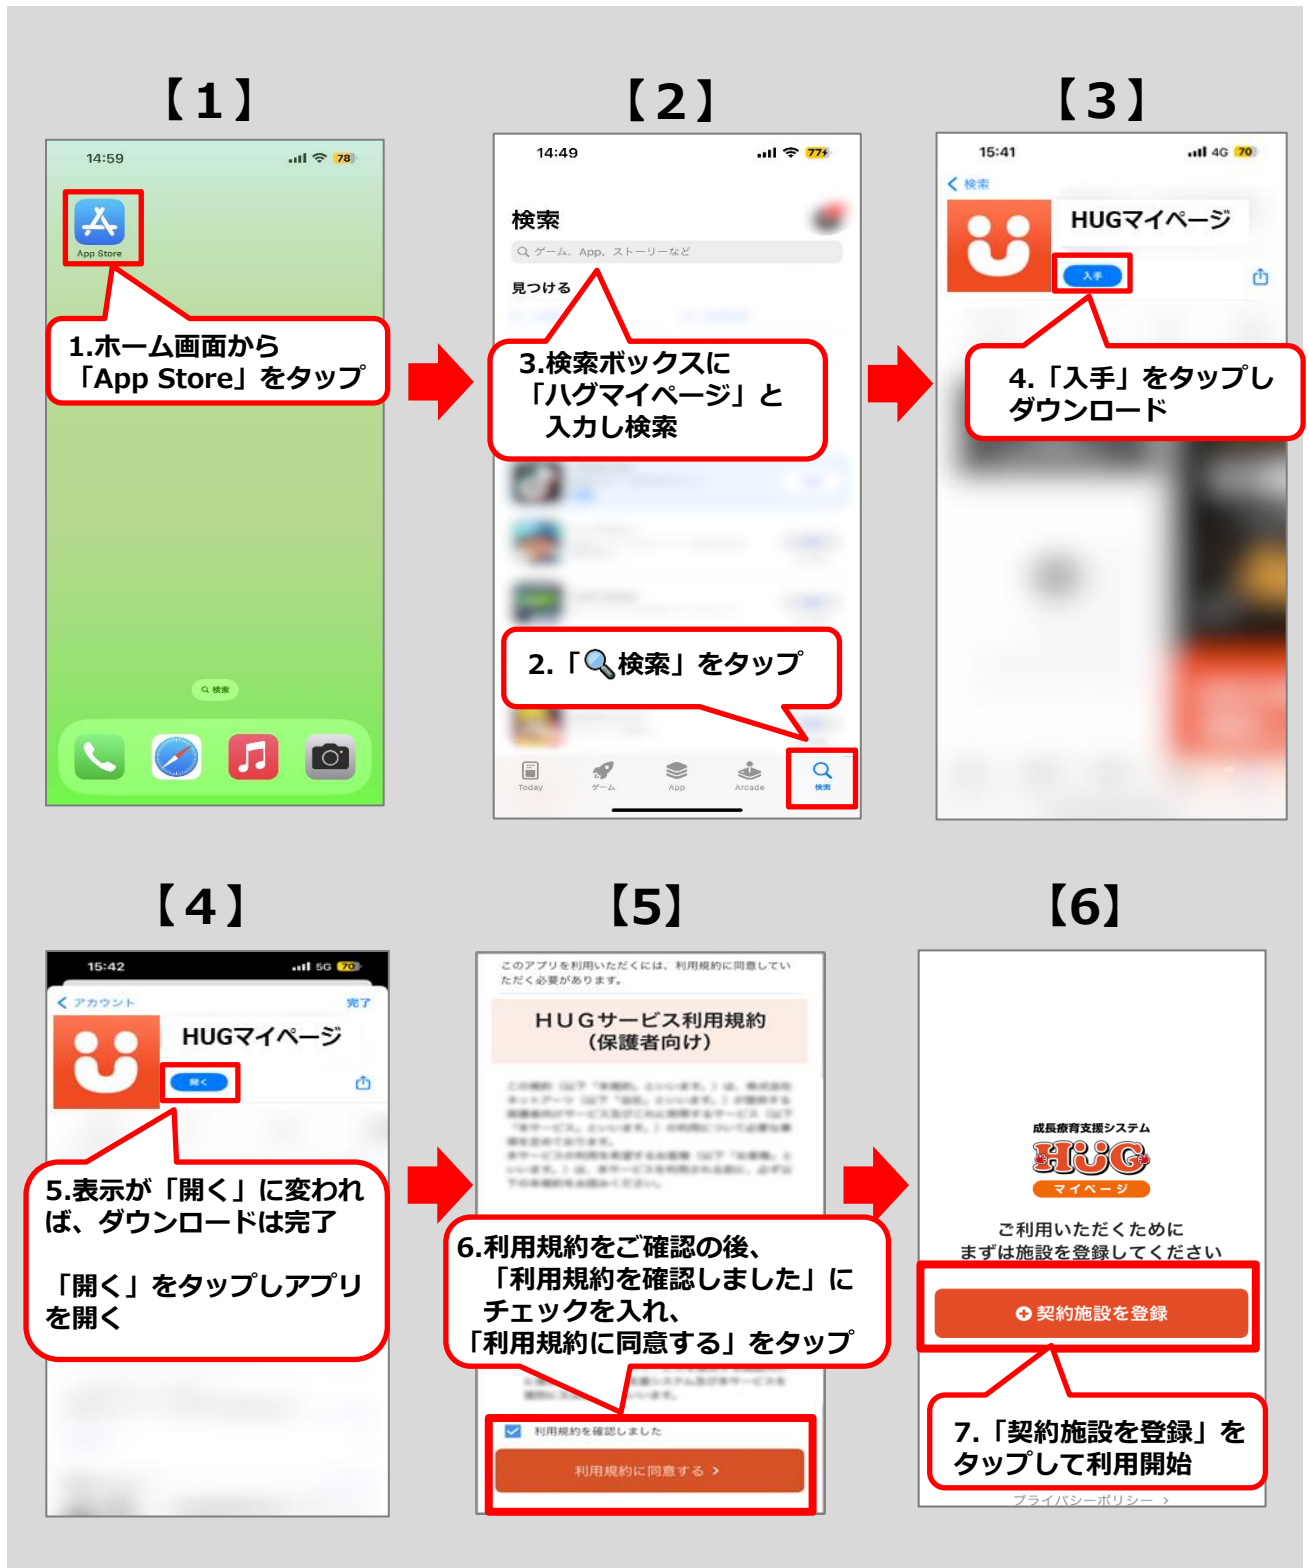 【1】
【2】
【3】
14:59
78
App Store
1.ホーム画面から
「App Store」をタップ
検索
14:49
77
検索
ゲーム、App、ストーリーなど
見つける
3.検索ボックスに
「ハグマイページ」と
入力し検索
2.「🔍検索」をタップ
Today
ゲーム
App
Arcade
検索
15:41
4G 70
検索
HUGマイページ
入手
4.「入手」をタップし
ダウンロード
【4】
【5】
【6】
15:42
5G 70
アカウント
完了
HUGマイページ
開く
5.表示が「開く」に変われ
ば、ダウンロードは完了
「開く」をタップしアプリ
を開く
このアプリを利用いただくには、利用規約に同意してい
ただく必要があります。
HUGサービス利用規約
（保護者向け）
6.利用規約をご確認の後、
「利用規約を確認しました」に
チェックを入れ、
「利用規約に同意する」をタップ
利用規約を確認しました
利用規約に同意する >
成長療育支援システム
HUG
マイページ
ご利用いただくために
まずは施設を登録してください
契約施設を登録
7.「契約施設を登録」を
タップして利用開始
プライバシーポリシー >